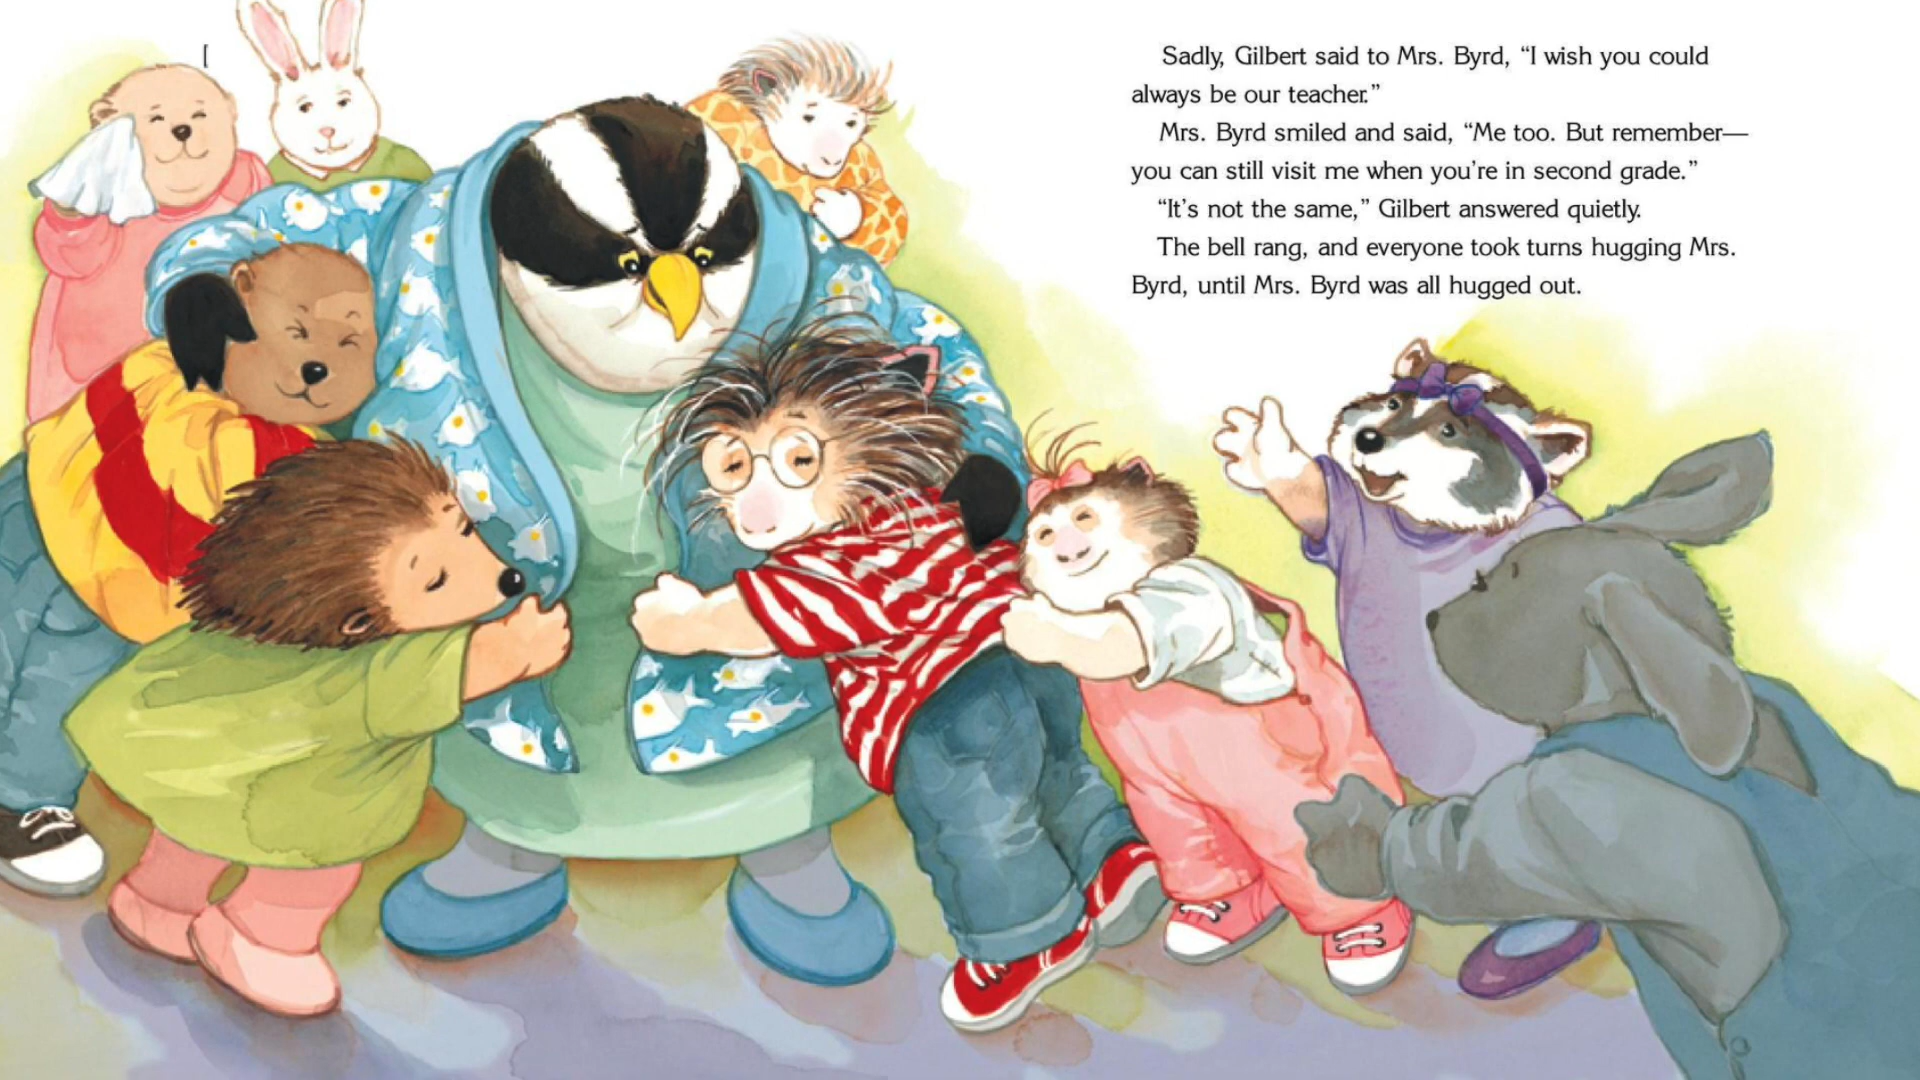 Sadly, Gilbert said to Mrs. Byrd, “I wish you could
always be our teacher.”
Mrs. Byrd smiled and said, “Me too. But remember—
you can still visit me when you’re in second grade.”
“It’s not the same,” Gilbert answered quietly.
The bell rang, and everyone took turns hugging Mrs.
Byrd, until Mrs. Byrd was all hugged out.